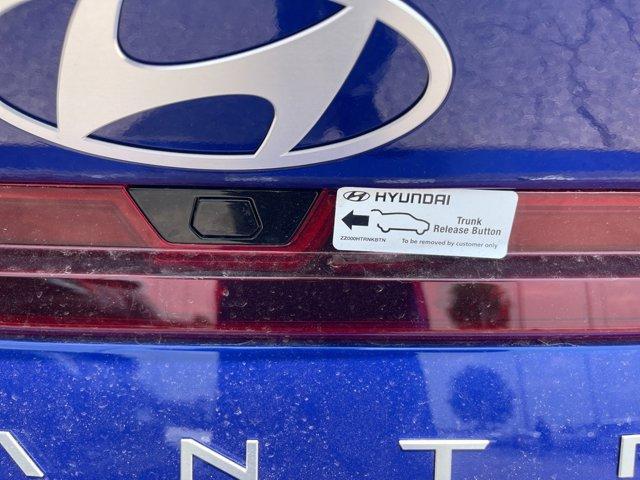 HYUNDAI
Trunk
Release Button
ZZ000HTRNKBTN
To be removed by customer only
N T